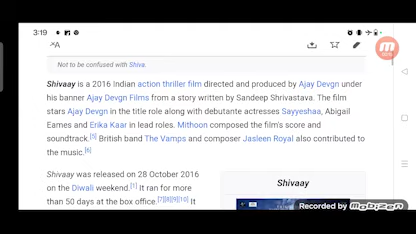 3:19
文A
Not to be confused with Shiva.
Shivaay is a 2016 Indian action thriller film directed and produced by Ajay Devgn under
his banner Ajay Devgn Films from a story written by Sandeep Shrivastava. The film
stars Ajay Devgn in the title role along with debutante actresses Sayyeshaa, Abigail
Eames and Erika Kaar in lead roles. Mithoon composed the film's score and
soundtrack.[5] British band The Vamps and composer Jasleen Royal also contributed to
the music.[6]
Shivaay was released on 28 October 2016
on the Diwali weekend.[1] It ran for more
than 50 days at the box office.[7][8][9][10] It
Shivaay
Recorded by mobizen